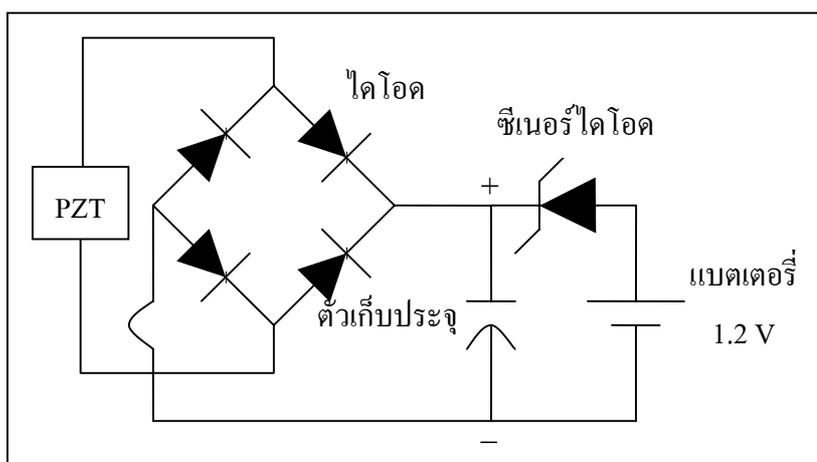 ไดโอด
ซีเนอร์ไดโอด
PZT
+
แบตเตอรี่
ตัวเก็บประจุ
1.2 V
−